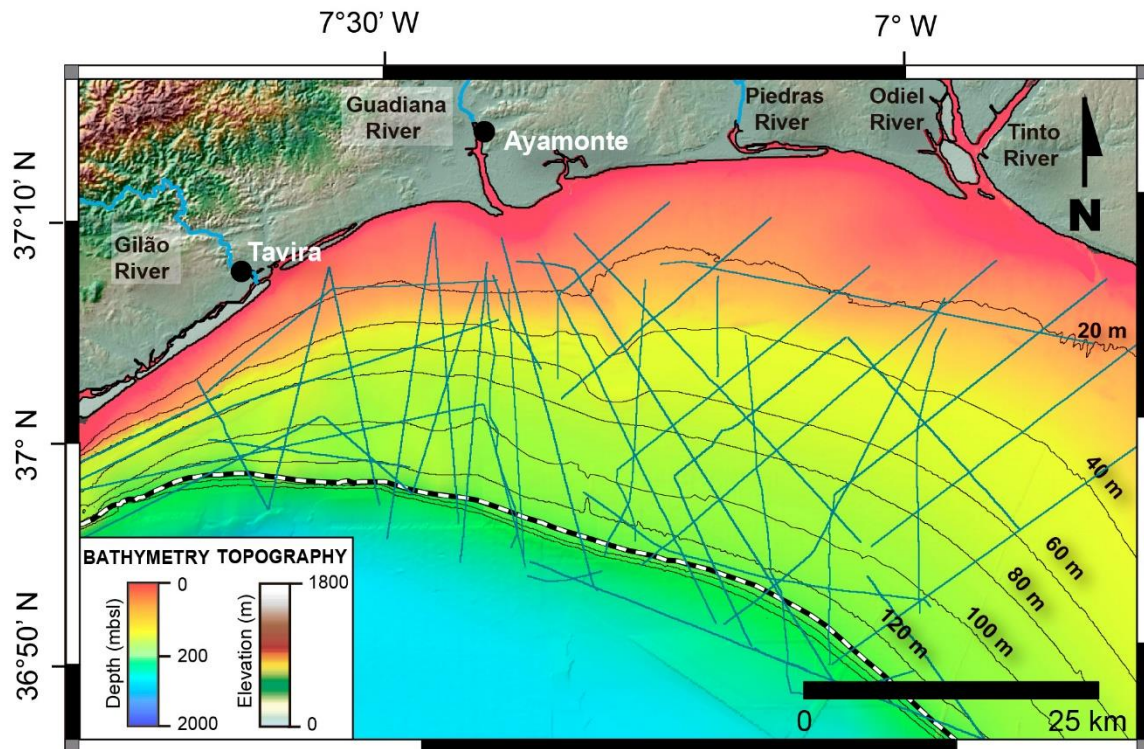 7°30' W
7° W
Guadiana
River
Ayamonte
Piedras
River
Odiel
River
Tinto
River
N
37°10' N
Gilão
River
Tavira
20 m
37° N
40 m
60 m
80 m
100 m
120 m
36°50' N
BATHYMETRY
Depth (mbsl)
0
200
2000
TOPOGRAPHY
Elevation (m)
1800
0
0
25 km